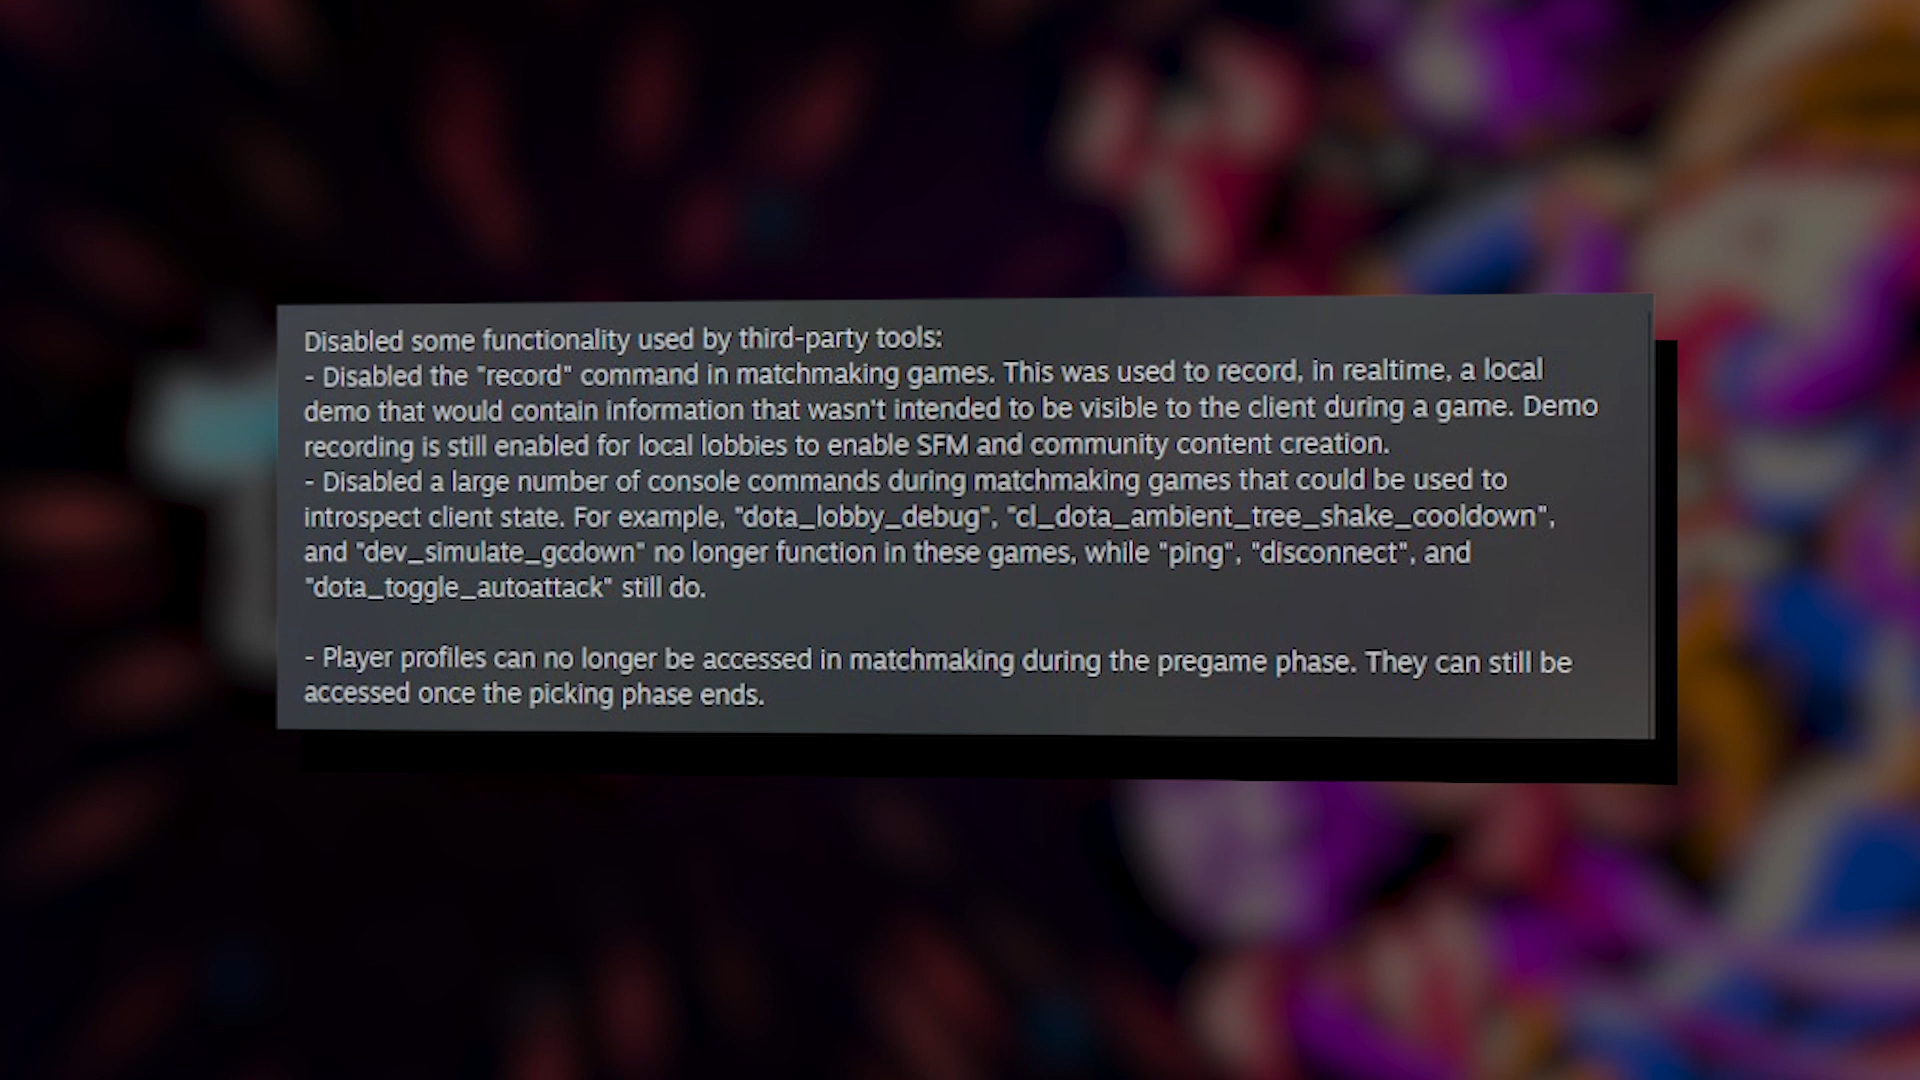 Disabled some functionality used by third-party tools:
- Disabled the "record" command in matchmaking games. This was used to record, in realtime, a local
demo that would contain information that wasn't intended to be visible to the client during a game. Demo
recording is still enabled for local lobbies to enable SFM and community content creation.
- Disabled a large number of console commands during matchmaking games that could be used to
introspect client state. For example, "dota_lobby_debug", "cl_dota_ambient_tree_shake_cooldown",
and "dev_simulate_gcdown" no longer function in these games, while "ping", "disconnect", and
"dota_toggle_autoattack" still do.
- Player profiles can no longer be accessed in matchmaking during the pregame phase. They can still be
accessed once the picking phase ends.